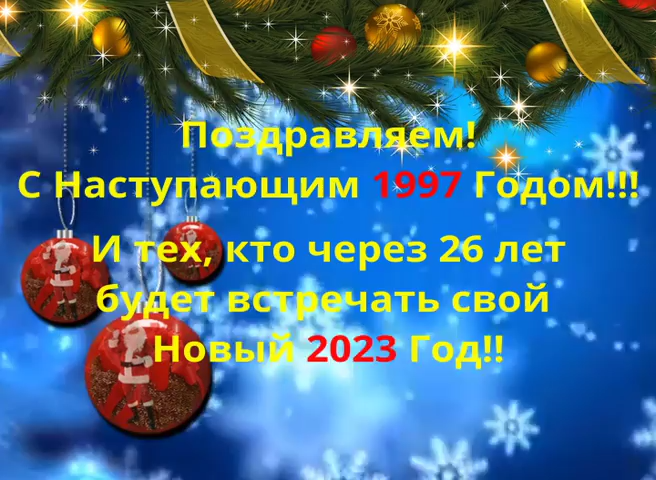 Поздравляем!
С Наступающим 1997 Годом!!!
И тех, кто через 26 лет
будет встречать свой
Новый 2023 Год!!